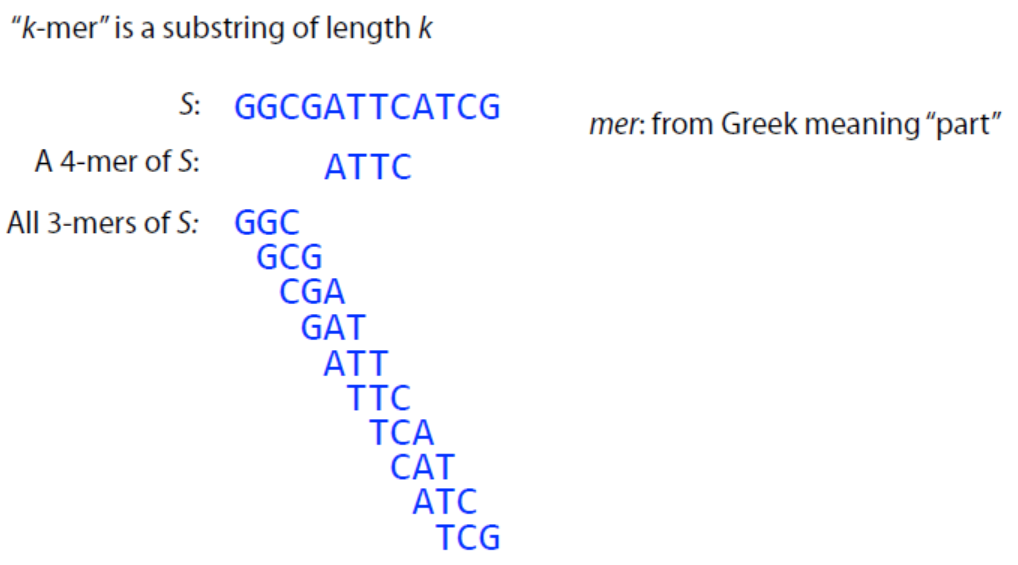 “k-mer” is a substring of length k
S: GGCGATTCATCG
mer: from Greek meaning “part”
A 4-mer of S: ATTC
All 3-mers of S: GGC
GCG
CGA
GAT
ATT
TTC
TCA
CAT
ATC
TCG